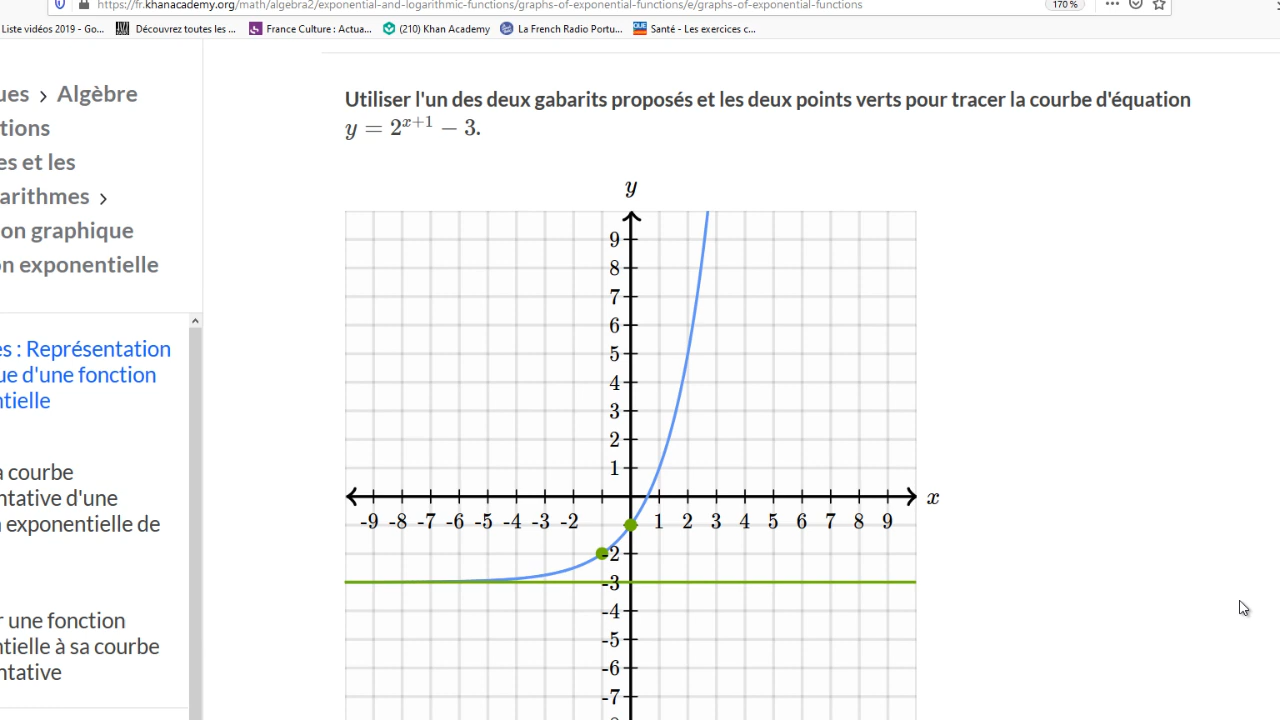 https://fr.khanacademy.org/math/algebra2/exponential-and-logarithmic-functions/graphs-of-exponential-functions/e/graphs-of-exponential-functions
170 %
Liste vidéos 2019 - Go...
Découvrez toutes les ...
France Culture : Actua...
(210) Khan Academy
La French Radio Portu...
Santé - Les exercices c...
ues > Algèbre
tions
es et les
arithmes >
on graphique
n exponentielle
es : Représentation
ue d'une fonction
ntielle
a courbe
ntative d'une
exponentielle de
r une fonction
ntielle à sa courbe
ntative
Utiliser l'un des deux gabarits proposés et les deux points verts pour tracer la courbe d'équation
y = 2^{x+1} − 3.
y
9
8
7
6
5
4
3
2
1
-9 -8 -7 -6 -5 -4 -3 -2 1 2 3 4 5 6 7 8 9 x
-2
-3
-4
-5
-6
-7